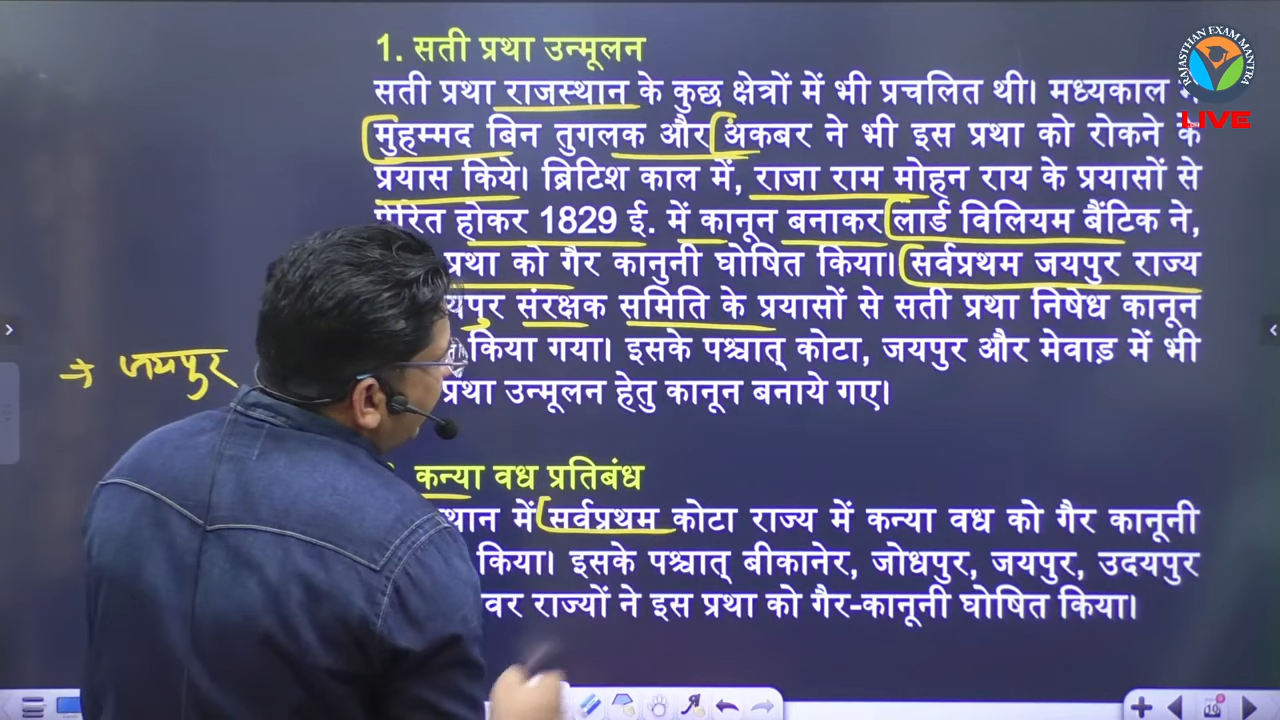 1. सती प्रथा उन्मूलन
सती प्रथा राजस्थान के कुछ क्षेत्रों में भी प्रचलित थी। मध्यकाल
मुहम्मद बिन तुगलक और अकबर ने भी इस प्रथा को रोकने के
प्रयास किये। ब्रिटिश काल में, राजा राम मोहन राय के प्रयासों से
होकर 1829 ई. में कानून बनाकर लार्ड विलियम बैंटिक ने,
प्रथा को गैर कानुनी घोषित किया। सर्वप्रथम जयपुर राज्य
संरक्षक समिति के प्रयासों से सती प्रथा निषेध कानून
किया गया। इसके पश्चात् कोटा, जयपुर और मेवाड़ में भी
प्रथा उन्मूलन हेतु कानून बनाये गए।
→ जयपुर
कन्या वध प्रतिबंध
में सर्वप्रथम कोटा राज्य में कन्या वध को गैर कानूनी
किया। इसके पश्चात् बीकानेर, जोधपुर, जयपुर, उदयपुर
राज्यों ने इस प्रथा को गैर-कानूनी घोषित किया।
RAJASTHAN EXAM MANTRA
LIVE